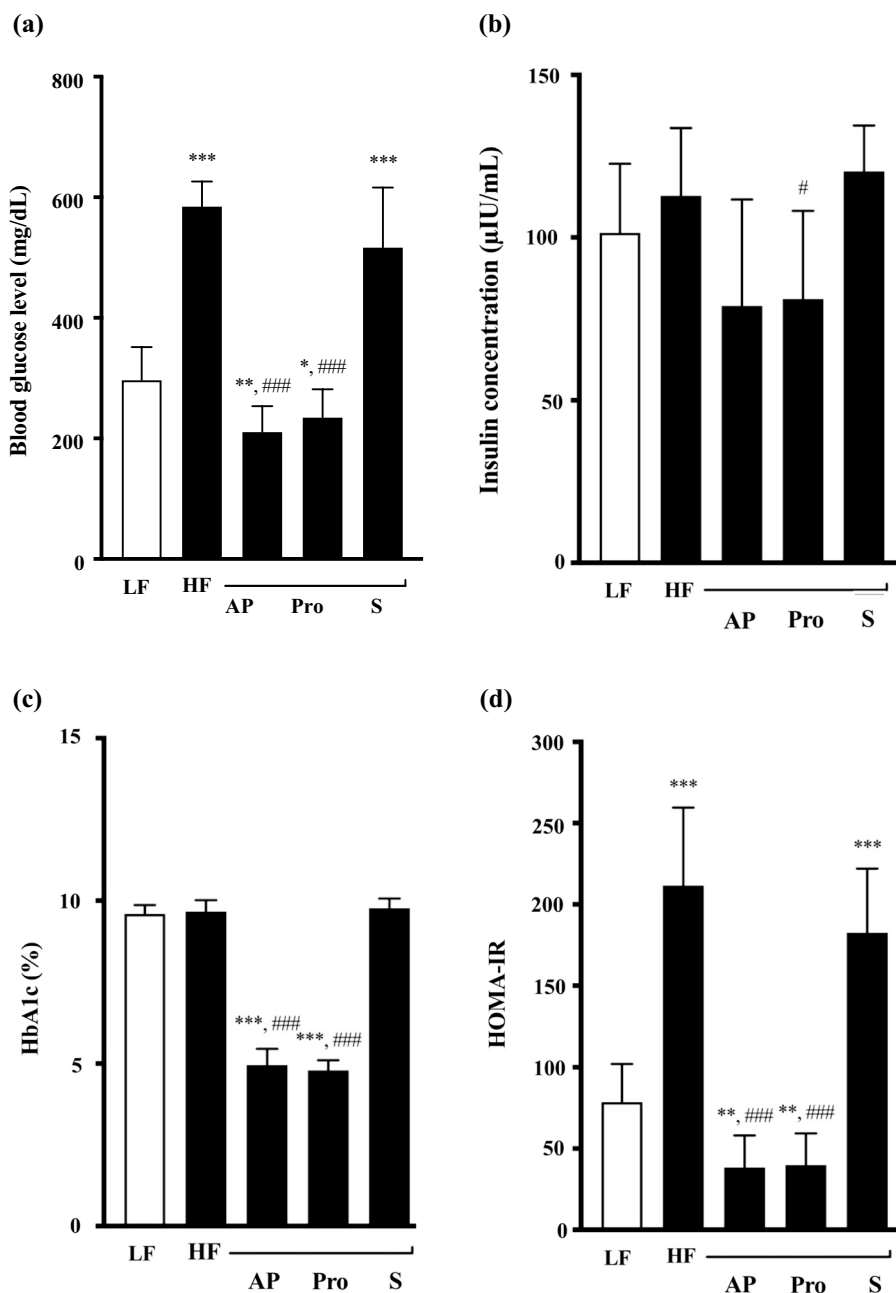 (a)
800
600
400
200
0
Blood glucose level (mg/dL)
***
**, ###
*, ###
***
LF HF
AP Pro S
(b)
150
100
50
0
Insulin concentration (µIU/mL)
#
LF HF
AP Pro S
(c)
15
10
5
0
HbA1c (%)
***, ###
***, ###
LF HF
AP Pro S
(d)
300
250
200
150
100
50
0
HOMA-IR
***
**, ###
**, ###
***
LF HF
AP Pro S